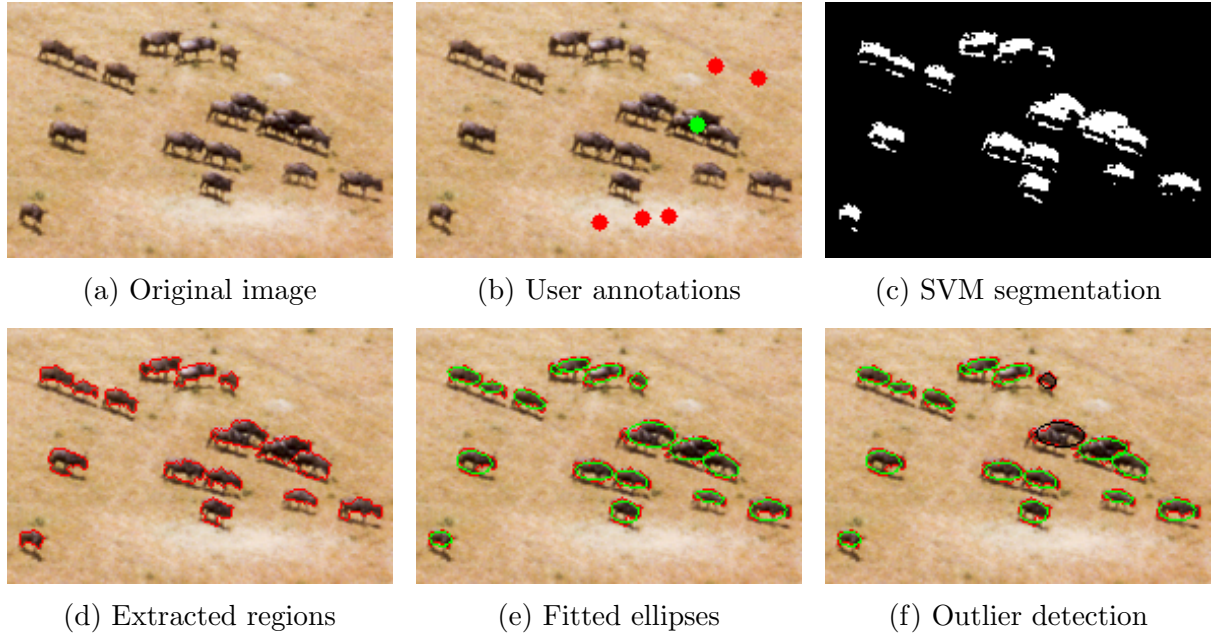 (a) Original image
(b) User annotations
(c) SVM segmentation
(d) Extracted regions
(e) Fitted ellipses
(f) Outlier detection